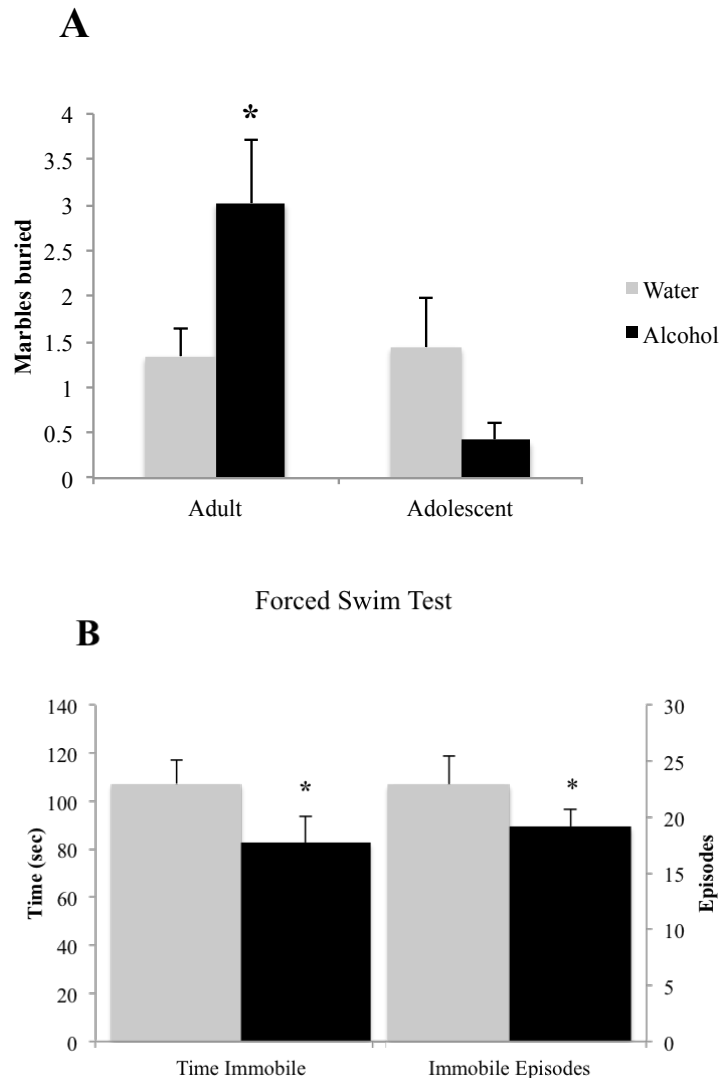 A
*
4
3.5
3
2.5
2
1.5
1
0.5
0
Marbles buried
Water
Alcohol
Adult Adolescent
Forced Swim Test
B
140
120
100
80
60
40
20
0
Time (sec)
* *
30
25
20
15
10
5
0
Episodes
Time Immobile Immobile Episodes